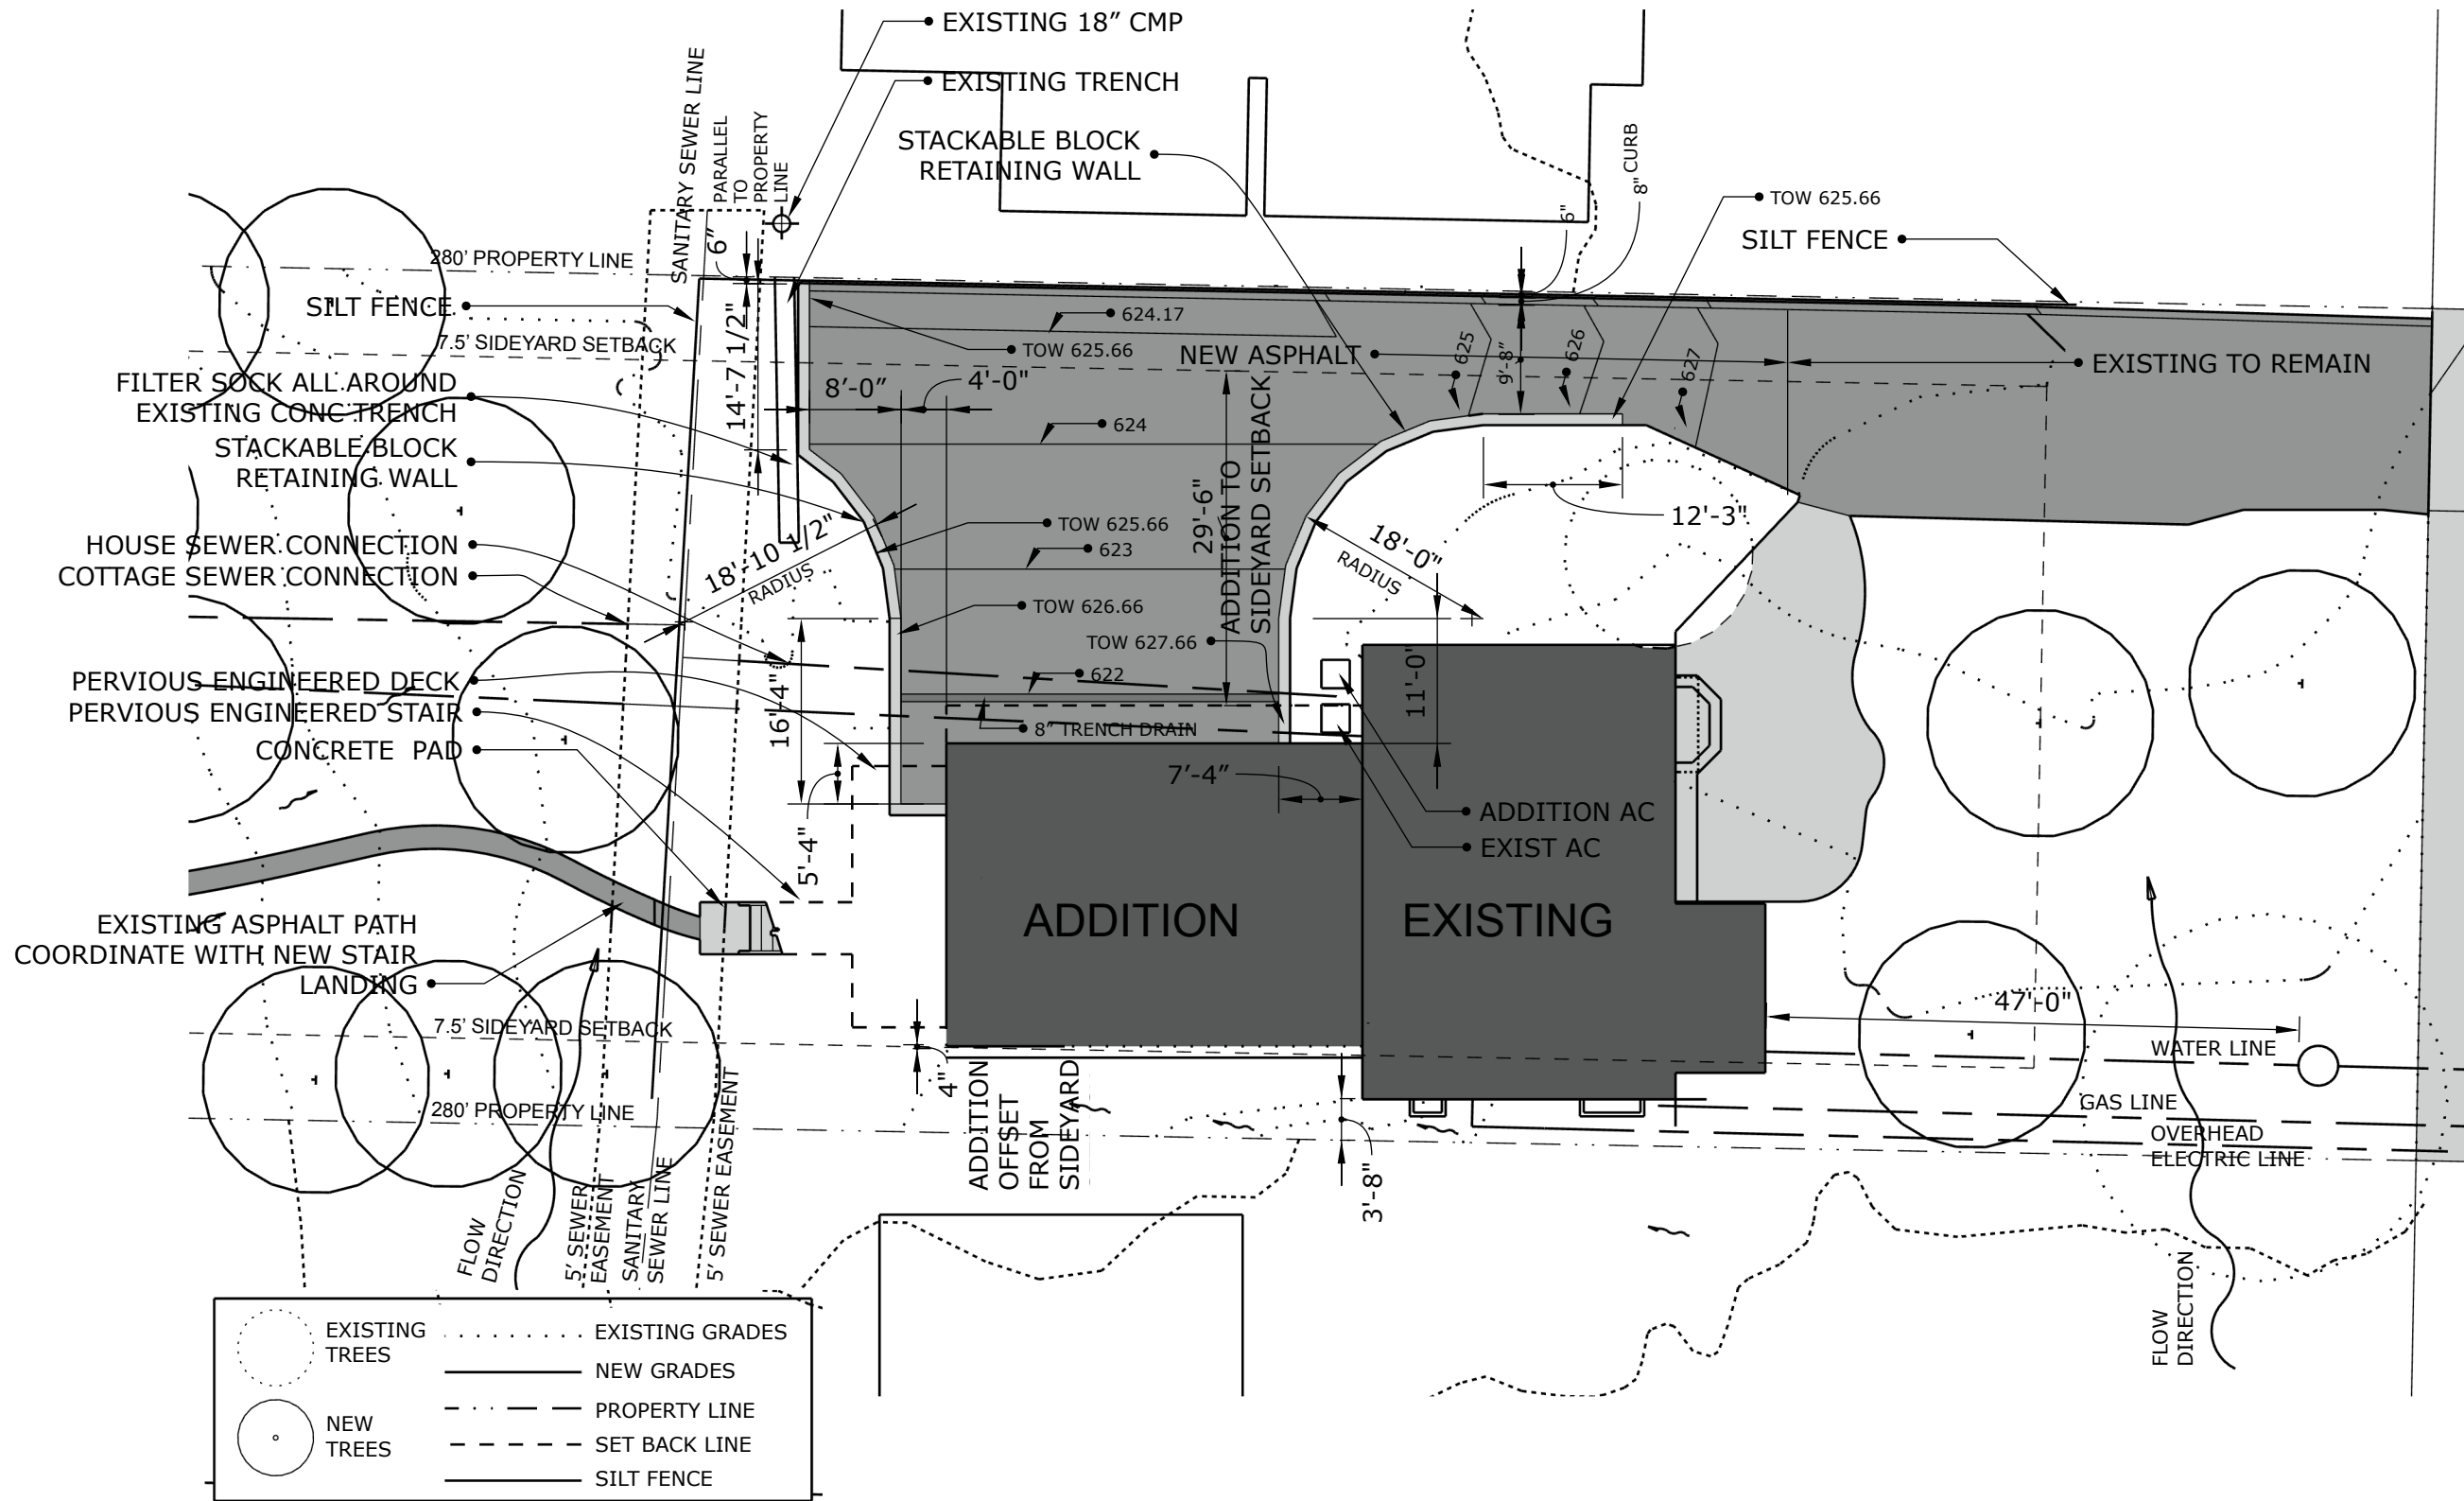 EXISTING 18” CMP
EXISTING TRENCH
STACKABLE BLOCK
RETAINING WALL
SANITARY SEWER LINE
PARALLEL
TO
PROPERTY
LINE
6”
6"
8"
CURB
TOW 625.66
SILT FENCE
280’ PROPERTY LINE
SILT FENCE
7.5’ SIDEYARD SETBACK
14'-7 1/2"
624.17
TOW 625.66
NEW ASPHALT
625
9'-8"
626
627
EXISTING TO REMAIN
FILTER SOCK ALL AROUND
EXISTING CONC.TRENCH
8’-0”
4'-0"
STACKABLE BLOCK
RETAINING WALL
624
29'-6"
ADDITION TO
SIDEYARD SETBACK
12'-3"
HOUSE SEWER CONNECTION
COTTAGE SEWER CONNECTION
18'-10 1/2"
RADIUS
TOW 625.66
623
18'-0"
RADIUS
TOW 626.66
TOW 627.66
PERVIOUS ENGINEERED DECK
PERVIOUS ENGINEERED STAIR
CONCRETE PAD
16'-4"
622
8” TRENCH DRAIN
11'-0"
7’-4”
5'-4"
ADDITION AC
EXIST AC
ADDITION
EXISTING
EXISTING ASPHALT PATH
COORDINATE WITH NEW STAIR
LANDING
47'-0"
7.5’ SIDEYARD SETBACK
WATER LINE
4"
ADDITION
OFFSET
FROM
SIDEYARD
280’ PROPERTY LINE
GAS LINE
OVERHEAD
ELECTRIC LINE
3'-8"
FLOW
DIRECTION
5’ SEWER
EASEMENT
SANITARY
SEWER LINE
5’ SEWER EASEMENT
FLOW
DIRECTION
EXISTING
TREES
EXISTING GRADES
NEW GRADES
PROPERTY LINE
NEW
TREES
SET BACK LINE
SILT FENCE